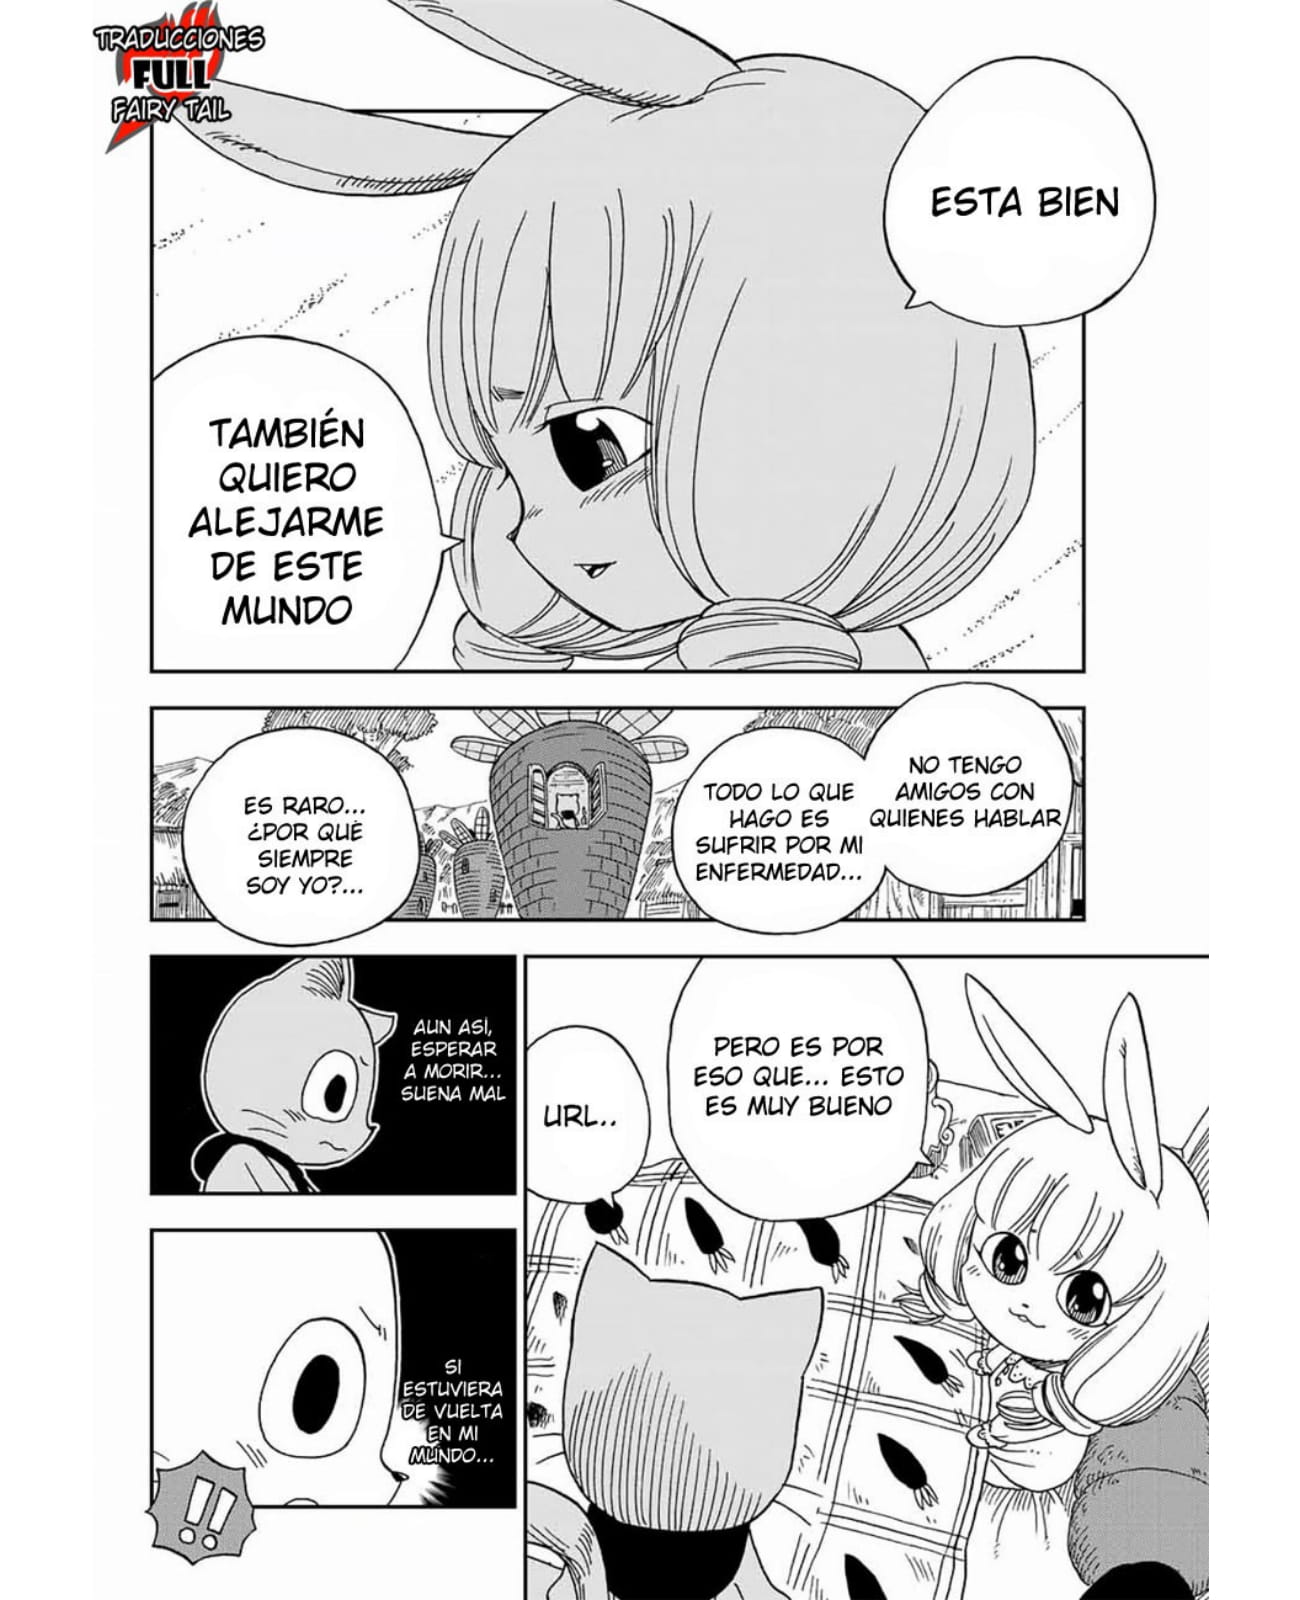 TRADUCCIONES
FULL
FAIRY TAIL
ESTA BIEN
TAMBIÉN
QUIERO
ALEJARME
DE ESTE
MUNDO
NO TENGO
AMIGOS CON
QUIENES HABLAR
TODO LO QUE
HAGO ES
SUFRIR POR MI
ENFERMEDAD...
ES RARO...
¿POR QUÉ
SIEMPRE
SOY YO?...
PERO ES POR
ESO QUE... ESTO
ES MUY BUENO
URL..
AUN ASÍ,
ESPERAR
A MORIR...
SUENA MAL
SI
ESTUVIERA
DE VUELTA
EN MI
MUNDO...
!!